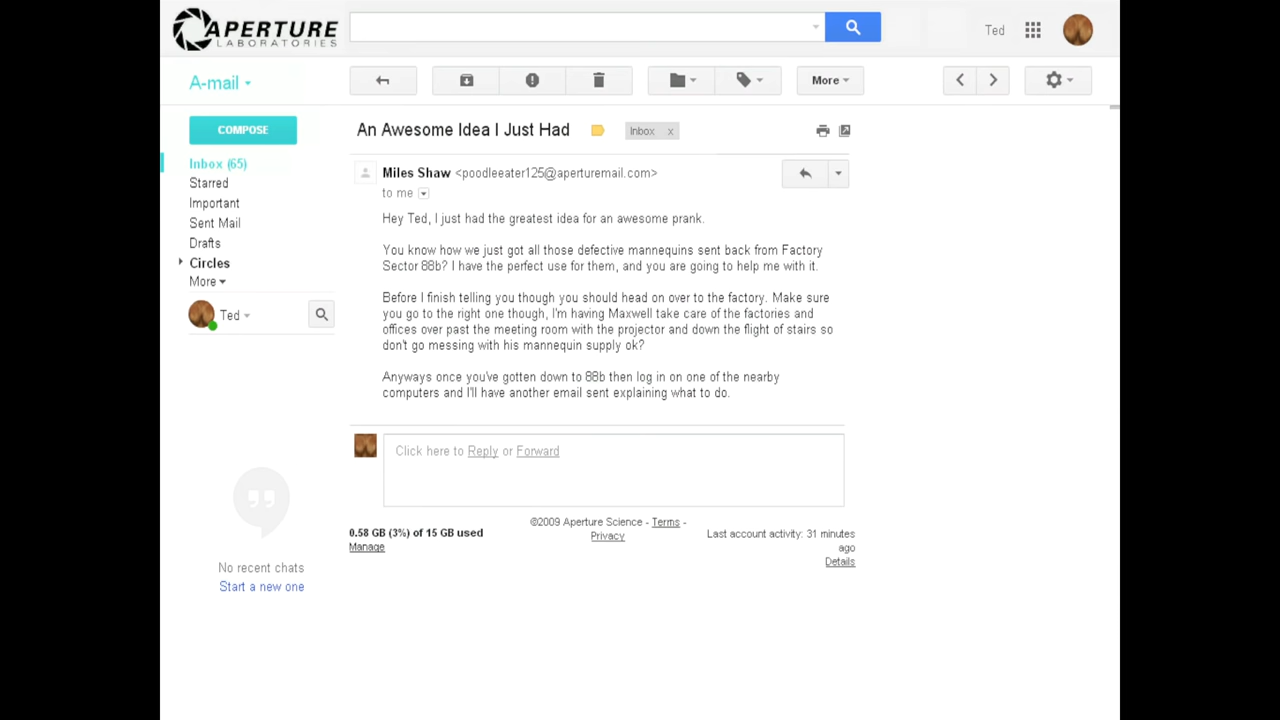 APERTURE
LABORATORIES
Ted
A-mail
More
COMPOSE
An Awesome Idea I Just Had
Inbox x
Inbox (65)
Starred
Important
Sent Mail
Drafts
Circles
More
Ted
Miles Shaw <poodleeater125@aperturemail.com>
to me
Hey Ted, I just had the greatest idea for an awesome prank.
You know how we just got all those defective mannequins sent back from Factory
Sector 88b? I have the perfect use for them, and you are going to help me with it.
Before I finish telling you though you should head on over to the factory. Make sure
you go to the right one though, I'm having Maxwell take care of the factories and
offices over past the meeting room with the projector and down the flight of stairs so
don't go messing with his mannequin supply ok?
Anyways once you've gotten down to 88b then log in on one of the nearby
computers and I'll have another email sent explaining what to do.
Click here to Reply or Forward
0.58 GB (3%) of 15 GB used
Manage
©2009 Aperture Science - Terms -
Privacy
Last account activity: 31 minutes
ago
Details
No recent chats
Start a new one